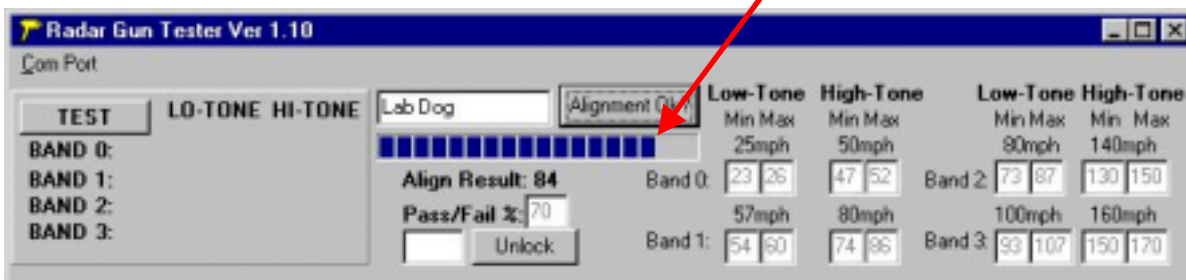 Radar Gun Tester Ver 1.10
Com Port
TEST LO-TONE HI-TONE
BAND 0:
BAND 1:
BAND 2:
BAND 3:
Lab Dog
Alignment
Align Result: 84
Pass/Fail %: 70
Unlock
Low-Tone High-Tone Low-Tone High-Tone
Min Max Min Max Min Max Min Max
25mph 50mph 80mph 140mph
Band 0: 23 26 47 52 Band 2: 73 87 130 150
57mph 80mph 100mph 160mph
Band 1: 54 60 74 86 Band 3: 93 107 150 170